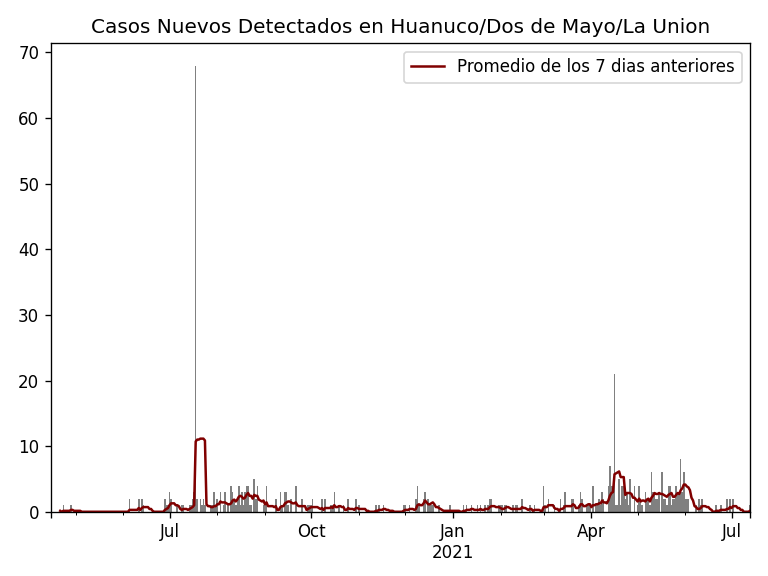 Casos Nuevos Detectados en Huanuco/Dos de Mayo/La Union
Promedio de los 7 dias anteriores
70
60
50
40
30
20
10
0
Jul
Oct
Jan
2021
Apr
Jul